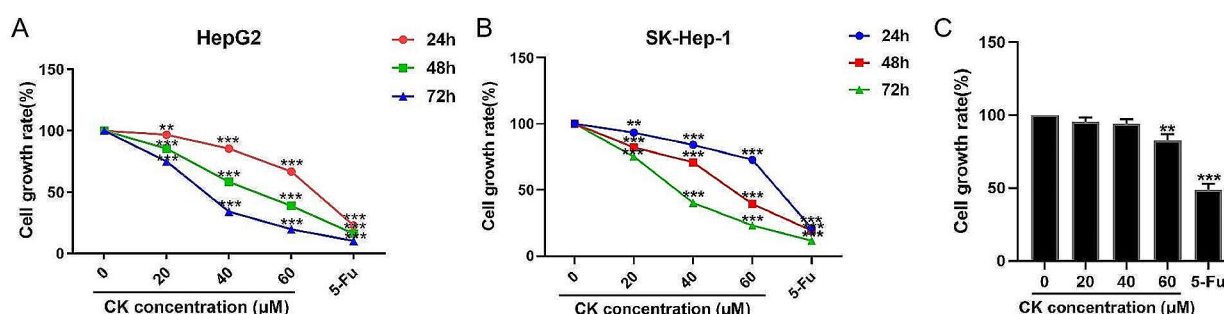 A
HepG2
24h
48h
72h
Cell growth rate(%)
150
100
50
0
**
***
***
***
***
***
***
***
***
***
***
***
0
20
40
60
5-Fu
CK concentration (μM)
B
SK-Hep-1
24h
48h
72h
Cell growth rate(%)
150
100
50
0
**
***
***
***
***
***
***
***
***
***
***
***
0
20
40
60
5-Fu
CK concentration (μM)
C
Cell growth rate(%)
150
100
50
0
**
***
0
20
40
60
5-Fu
CK concentration (μM)